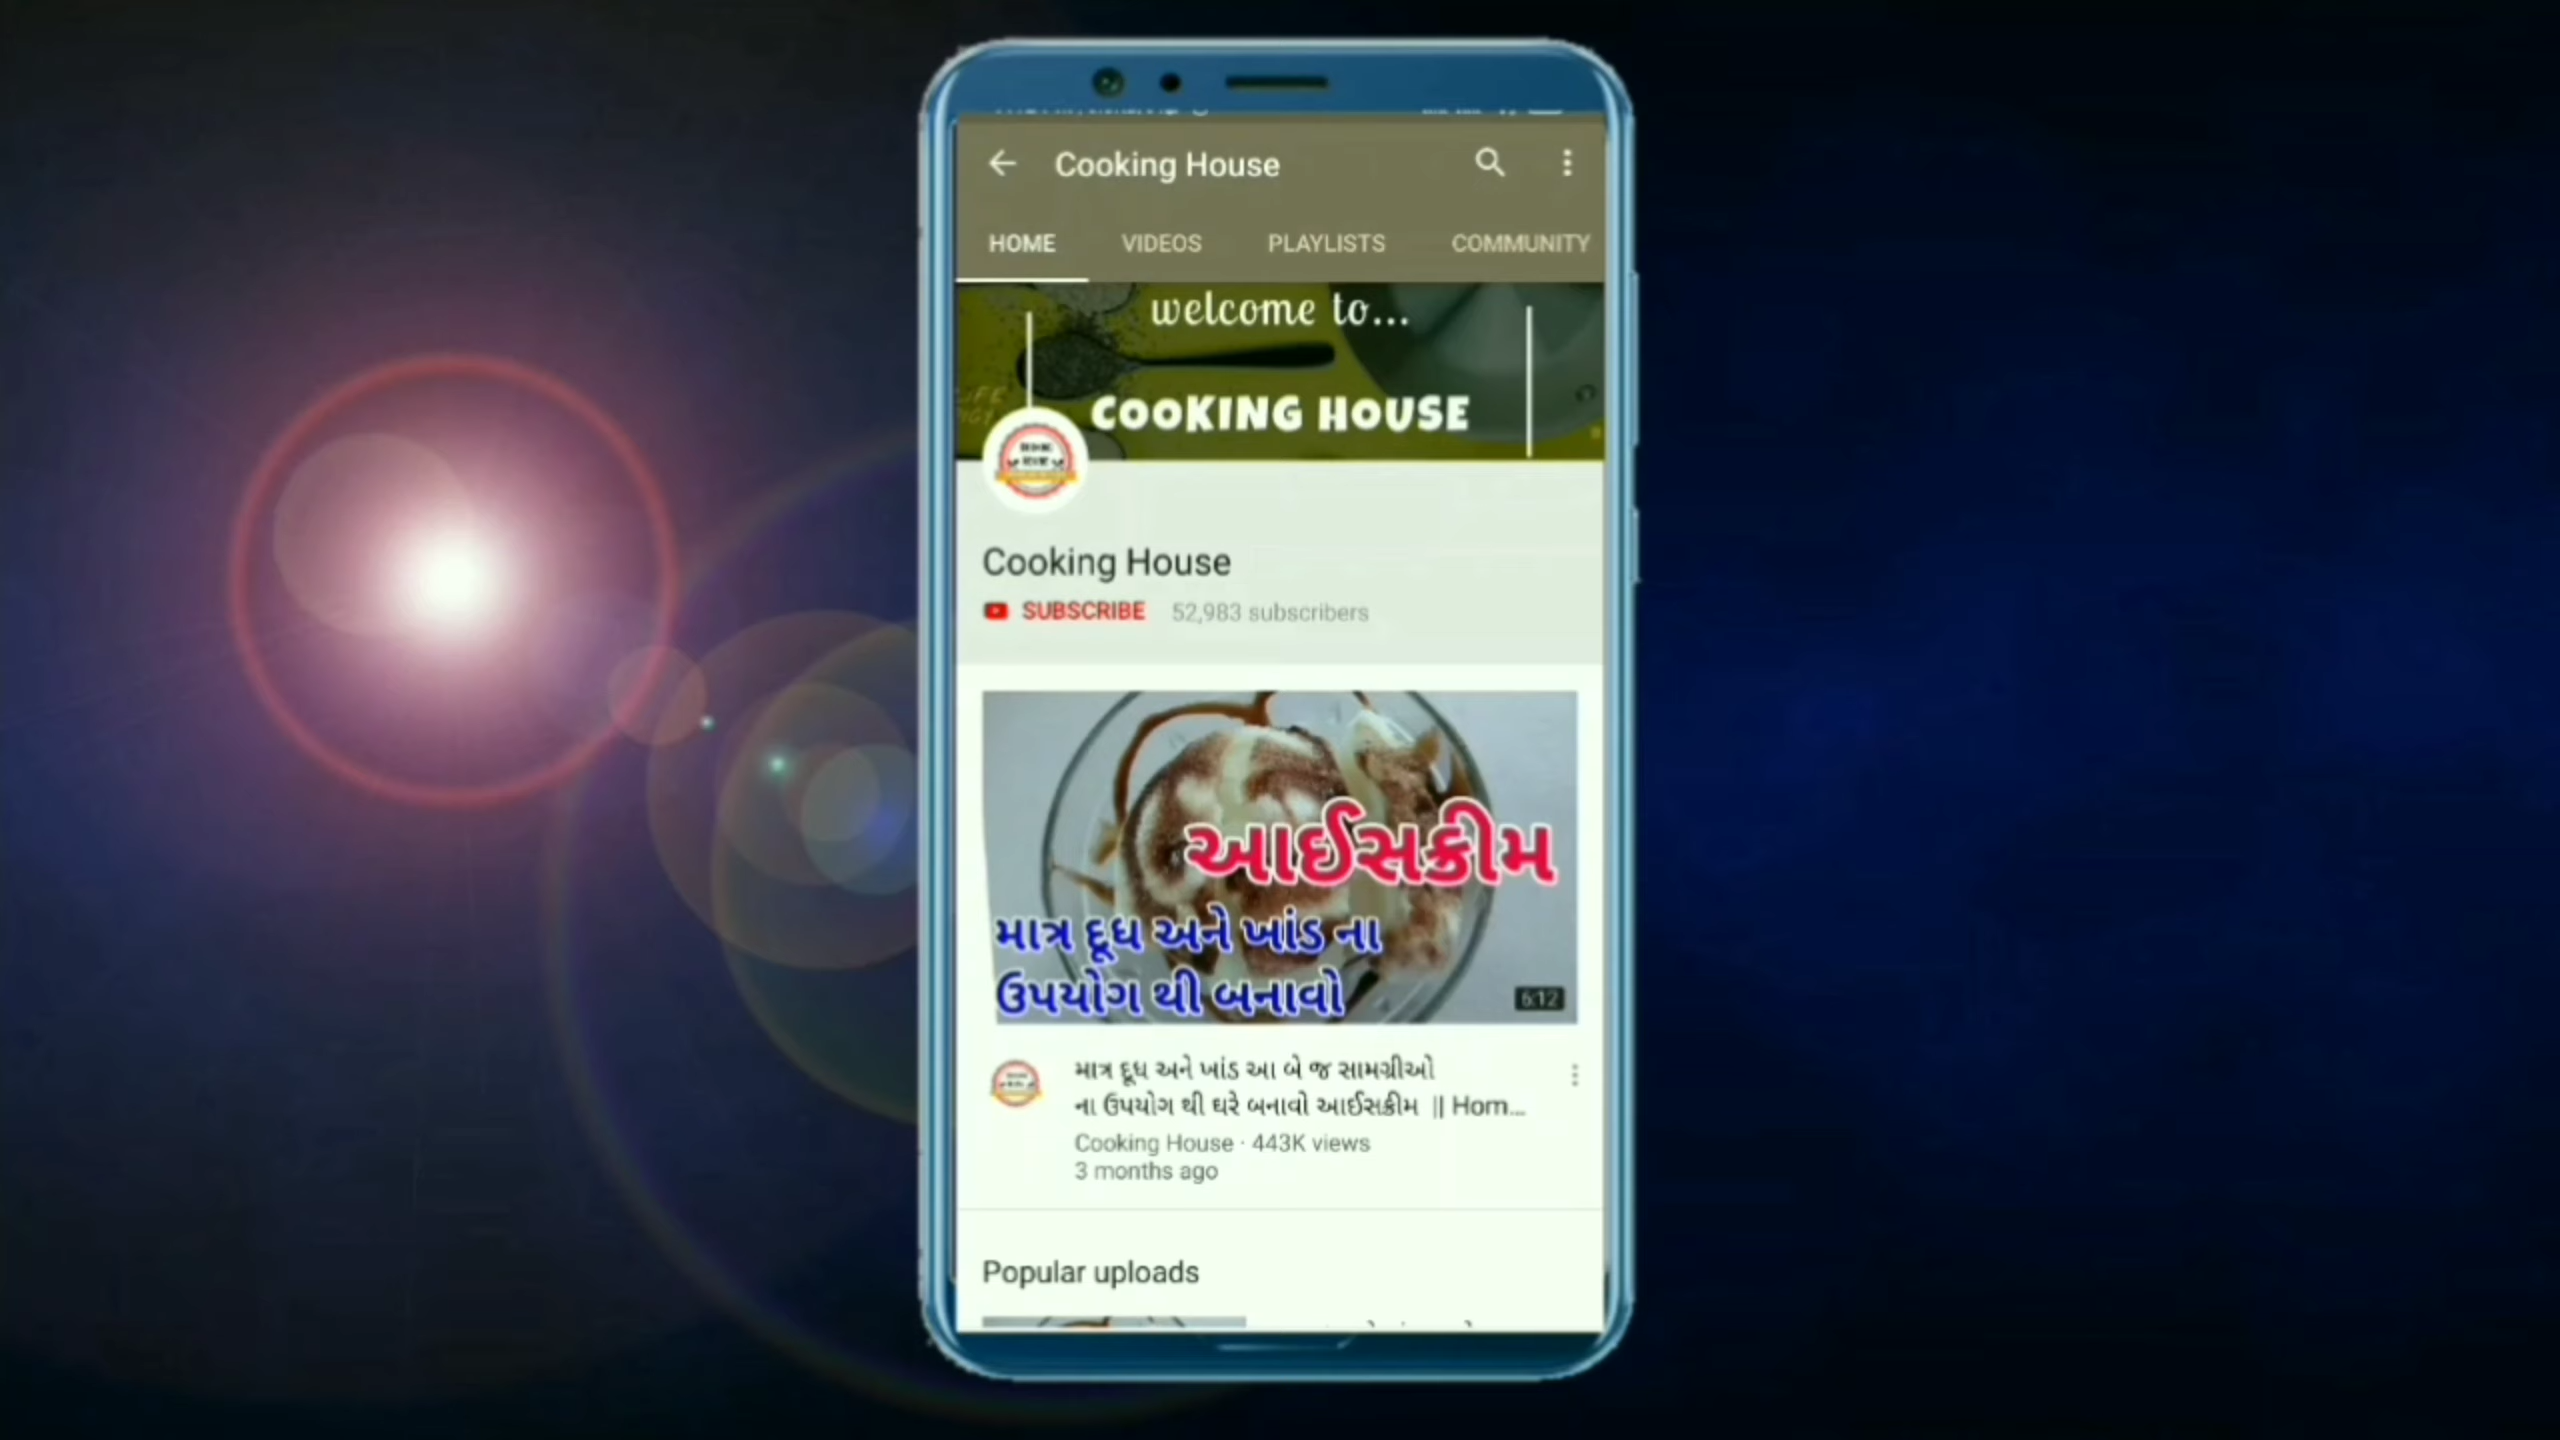 Cooking House
HOME VIDEOS PLAYLISTS COMMUNITY
welcome to...
COOKING HOUSE
Cooking House
SUBSCRIBE 52,983 subscribers
આઈસક્રીમ
માત્ર દૂધ અને ખાંડ ના
ઉપયોગ થી બનાવો
6:12
માત્ર દૂધ અને ખાંડ આ બે જ સામગ્રીઓ
ના ઉપયોગ થી ઘરે બનાવો આઈસક્રીમ || Hom...
Cooking House · 443K views
3 months ago
Popular uploads